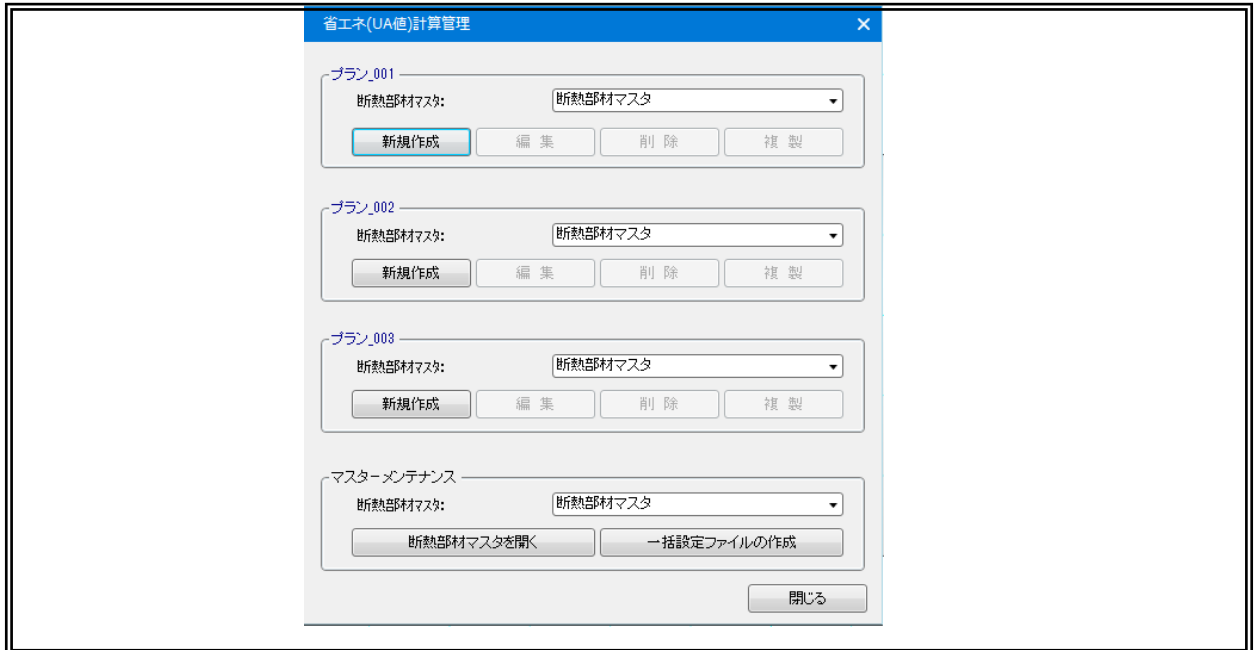 省エネ(UA値)計算管理
プラン_001
断熱部材マスタ: 断熱部材マスタ
新規作成 編 集 削 除 複 製
プラン_002
断熱部材マスタ: 断熱部材マスタ
新規作成 編 集 削 除 複 製
プラン_003
断熱部材マスタ: 断熱部材マスタ
新規作成 編 集 削 除 複 製
マスターメンテナンス
断熱部材マスタ: 断熱部材マスタ
断熱部材マスタを開く 一括設定ファイルの作成
閉じる